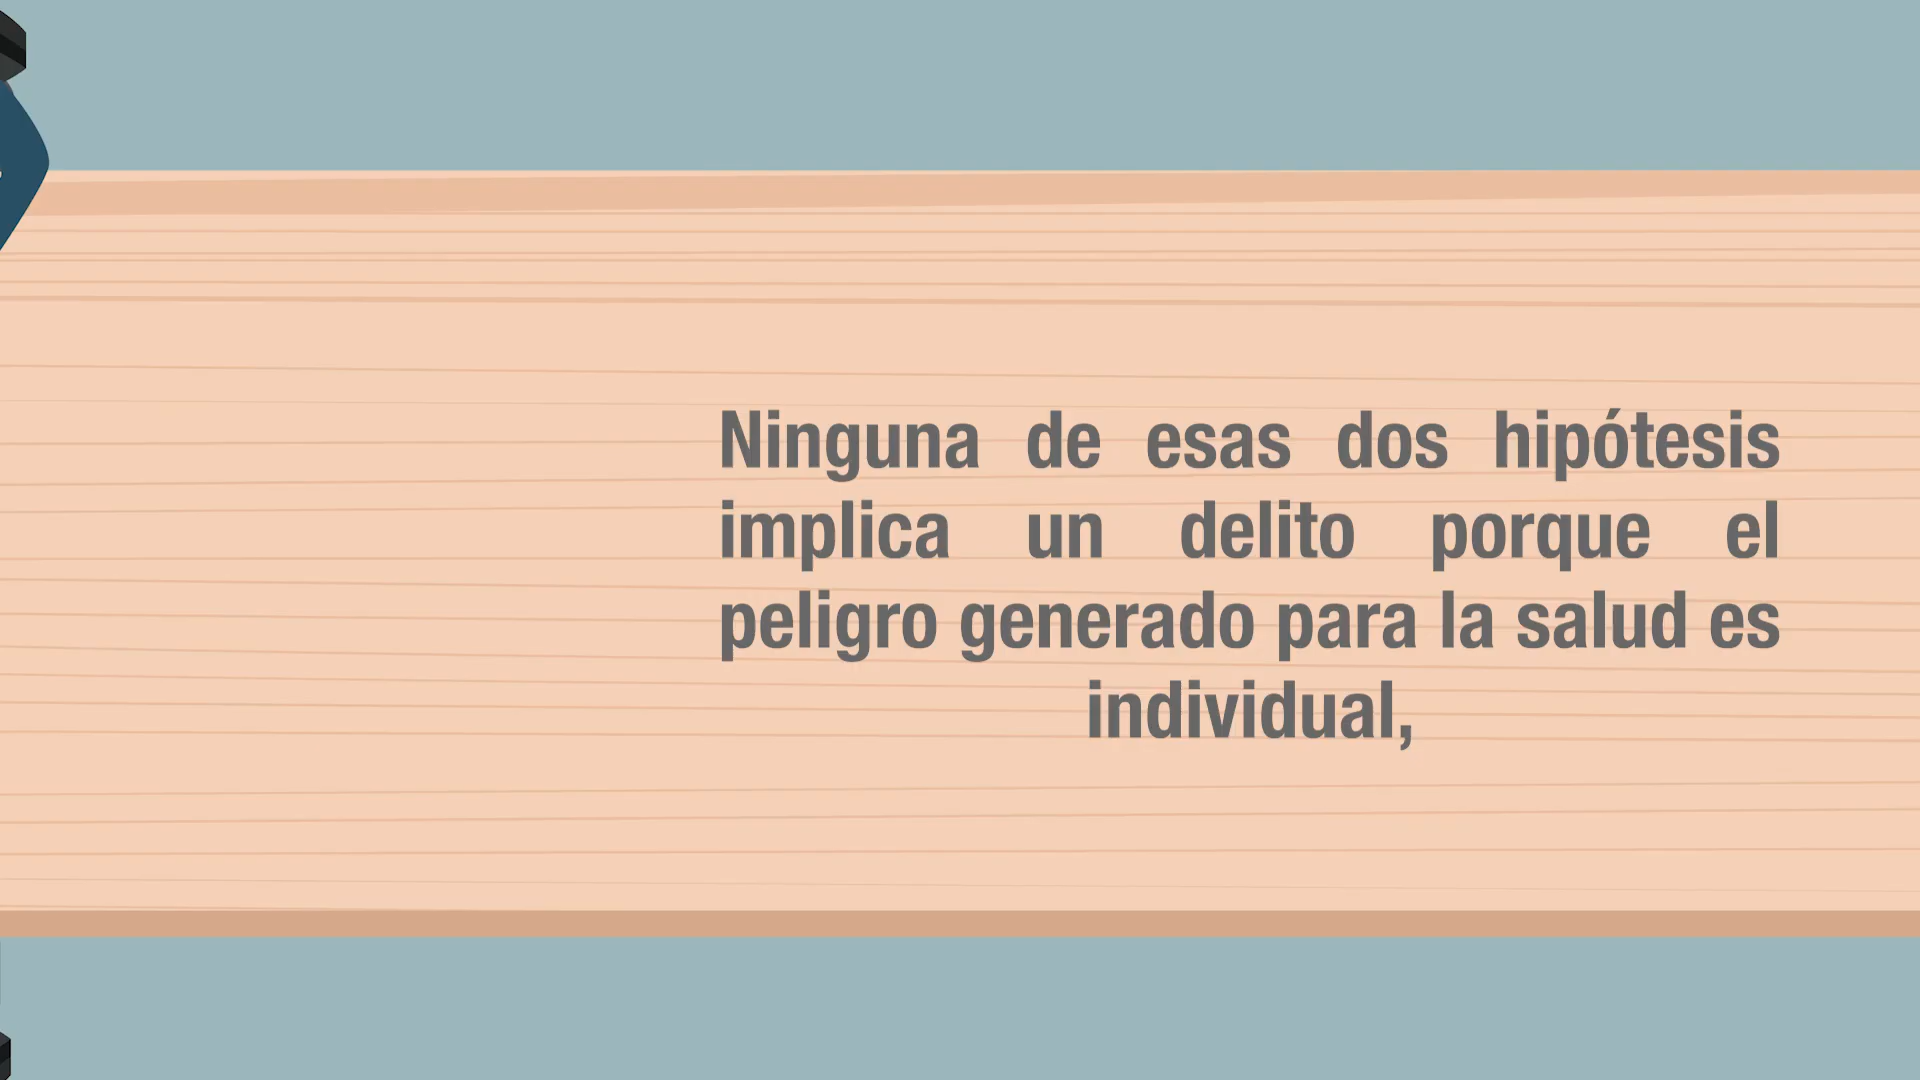 Ninguna de esas dos hipótesis
implica un delito porque el
peligro generado para la salud es
individual,